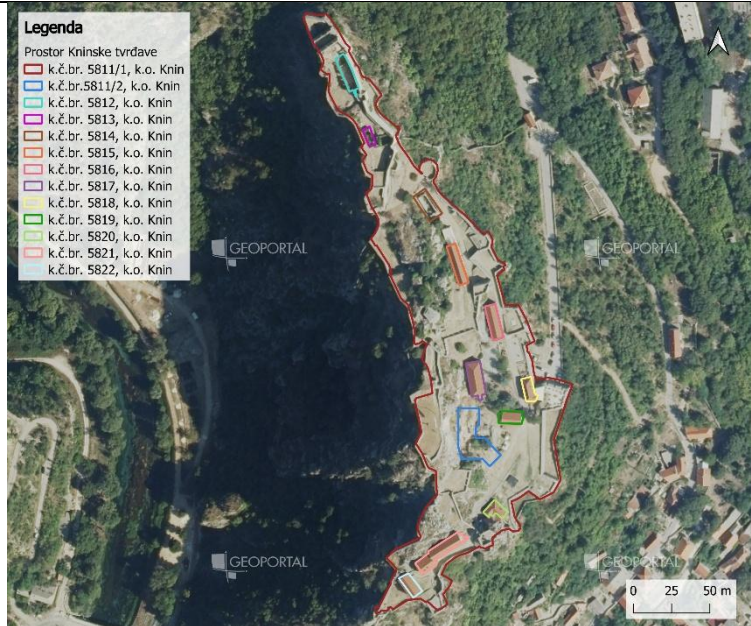 Legenda
Prostor Kninske tvrđave
k.č.br. 5811/1, k.o. Knin
k.č.br.5811/2, k.o. Knin
k.č.br. 5812, k.o. Knin
k.č.br. 5813, k.o. Knin
k.č.br. 5814, k.o. Knin
k.č.br. 5815, k.o. Knin
k.č.br. 5816, k.o. Knin
k.č.br. 5817, k.o. Knin
k.č.br. 5818, k.o. Knin
k.č.br. 5819, k.o. Knin
k.č.br. 5820, k.o. Knin
k.č.br. 5821, k.o. Knin
k.č.br. 5822, k.o. Knin
GEOPORTAL
GEOPORTAL
GEOPORTAL
GEOPORTAL
0 25 50 m